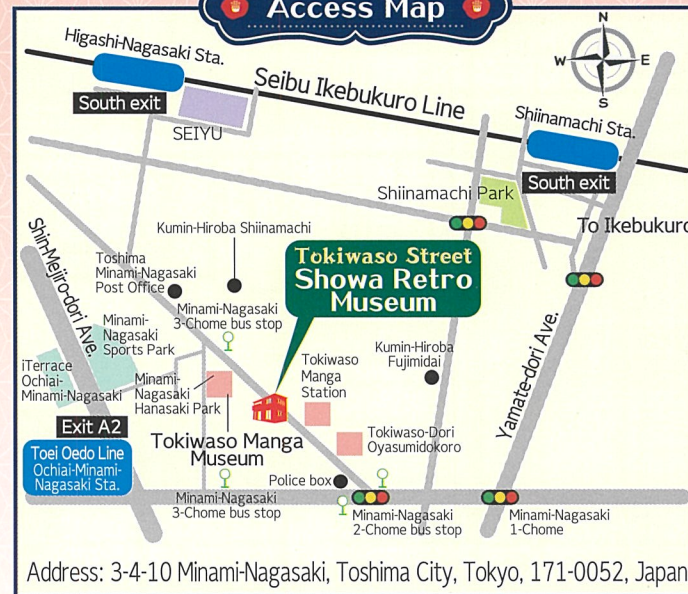 Access Map
N
W
E
S
Higashi-Nagasaki Sta.
South exit
SEIYU
Seibu Ikebukuro Line
Shiinamachi Sta.
South exit
Shiinamachi Park
To Ikebukuro
Kumin-Hiroba Shiinamachi
Tokiwaso Street
Showa Retro
Museum
Toshima
Minami-Nagasaki
Post Office
Minami-Nagasaki
3-Chome bus stop
Shin-Mejiro-dori Ave.
Minami-
Nagasaki
Sports Park
iTerrace
Ochiai-
Minami-Nagasaki
Minami-
Nagasaki
Hanasaki Park
Tokiwaso
Manga
Station
Kumin-Hiroba
Fujimidai
Yamate-dori Ave.
Exit A2
Toei Oedo Line
Ochiai-Minami-
Nagasaki Sta.
Tokiwaso Manga
Museum
Tokiwaso-Dori
Oyasumidokoro
Police box
Minami-Nagasaki
3-Chome bus stop
Minami-Nagasaki
2-Chome bus stop
Minami-Nagasaki
1-Chome
Address: 3-4-10 Minami-Nagasaki, Toshima City, Tokyo, 171-0052, Japan